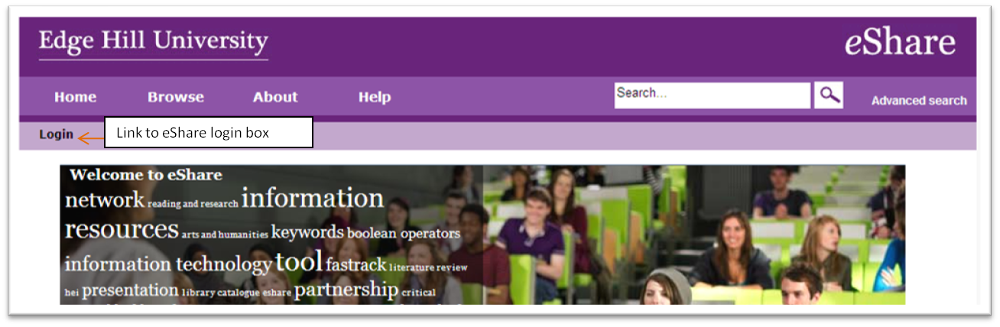 Edge Hill University
eShare
Home Browse About Help
Search...
Advanced search
Login
Link to eShare login box
Welcome to eShare
network reading and research information
resources arts and humanities keywords boolean operators
information technology tool fastrack literature review
hei presentation library catalogue eshare partnership critical